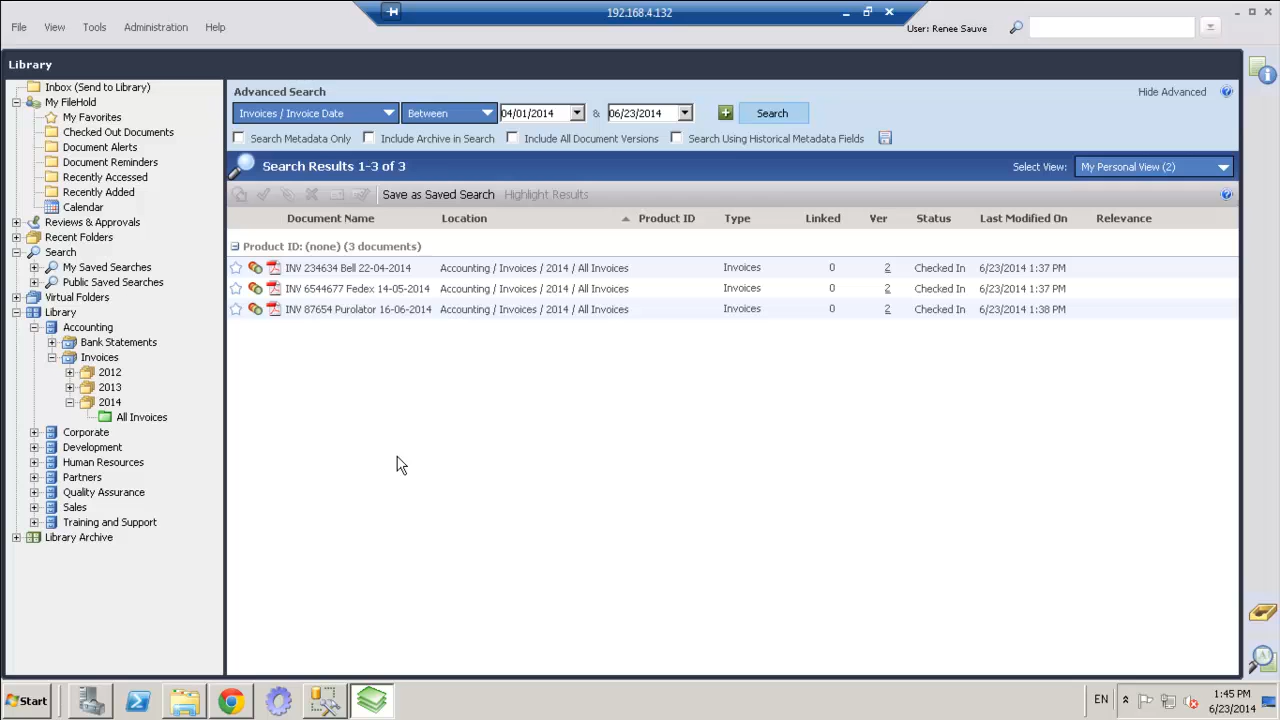 192.168.4.132
File View Tools Administration Help
User: Renee Sauve
Library
Inbox (Send to Library)
My FileHold
My Favorites
Checked Out Documents
Document Alerts
Document Reminders
Recently Accessed
Recently Added
Calendar
Reviews & Approvals
Recent Folders
Search
My Saved Searches
Public Saved Searches
Virtual Folders
Library
Accounting
Bank Statements
Invoices
2012
2013
2014
All Invoices
Corporate
Development
Human Resources
Partners
Quality Assurance
Sales
Training and Support
Library Archive
Advanced Search Hide Advanced
Invoices / Invoice Date Between 04/01/2014 & 06/23/2014 Search
Search Metadata Only Include Archive in Search Include All Document Versions Search Using Historical Metadata Fields
Search Results 1-3 of 3 Select View: My Personal View (2)
Save as Saved Search Highlight Results
Document Name Location Product ID Type Linked Ver Status Last Modified On Relevance
Product ID: (none) (3 documents)
INV 234634 Bell 22-04-2014 Accounting / Invoices / 2014 / All Invoices Invoices 0 2 Checked In 6/23/2014 1:37 PM
INV 6544677 Fedex 14-05-2014 Accounting / Invoices / 2014 / All Invoices Invoices 0 2 Checked In 6/23/2014 1:37 PM
INV 87654 Purolator 16-06-2014 Accounting / Invoices / 2014 / All Invoices Invoices 0 2 Checked In 6/23/2014 1:38 PM
Start EN 1:45 PM
6/23/2014